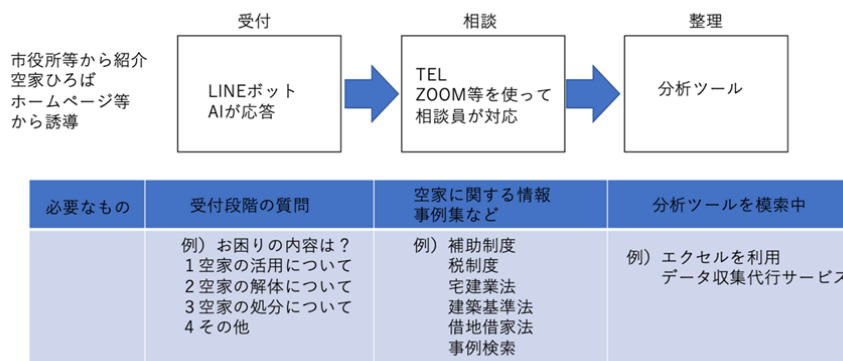 受付
相談
整理
市役所等から紹介
空家ひろば
ホームページ等
から誘導
LINEボット
AIが応答
TEL
ZOOM等を使って
相談員が対応
分析ツール
必要なもの
受付段階の質問
空家に関する情報
事例集など
分析ツールを模索中
例）お困りの内容は？
1空家の活用について
2空家の解体について
3空家の処分について
4その他
例）補助制度
税制度
宅建業法
建築基準法
借地借家法
事例検索
例）エクセルを利用
データ収集代行サービス